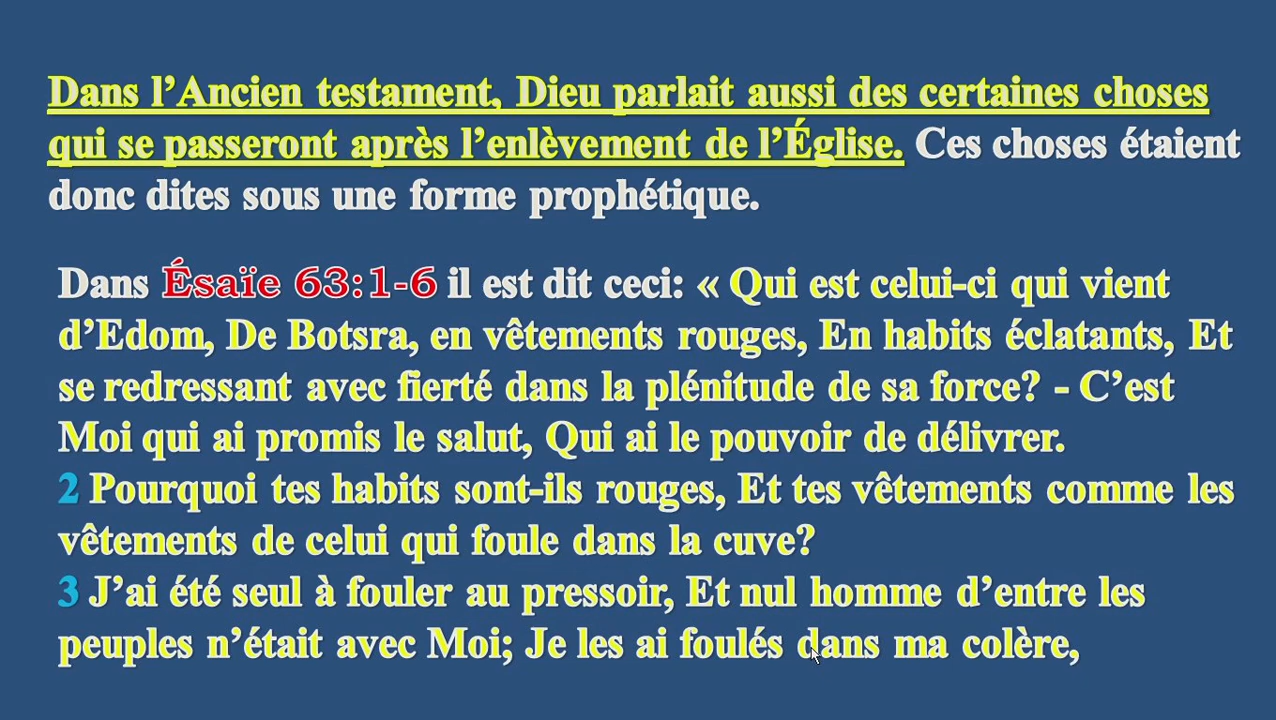 Dans l’Ancien testament, Dieu parlait aussi des certaines choses
qui se passeront après l’enlèvement de l’Église. Ces choses étaient
donc dites sous une forme prophétique.
Dans Ésaïe 63:1-6 il est dit ceci: « Qui est celui-ci qui vient
d’Edom, De Botsra, en vêtements rouges, En habits éclatants, Et
se redressant avec fierté dans la plénitude de sa force? - C’est
Moi qui ai promis le salut, Qui ai le pouvoir de délivrer.
2 Pourquoi tes habits sont-ils rouges, Et tes vêtements comme les
vêtements de celui qui foule dans la cuve?
3 J’ai été seul à fouler au pressoir, Et nul homme d’entre les
peuples n’était avec Moi; Je les ai foulés dans ma colère,